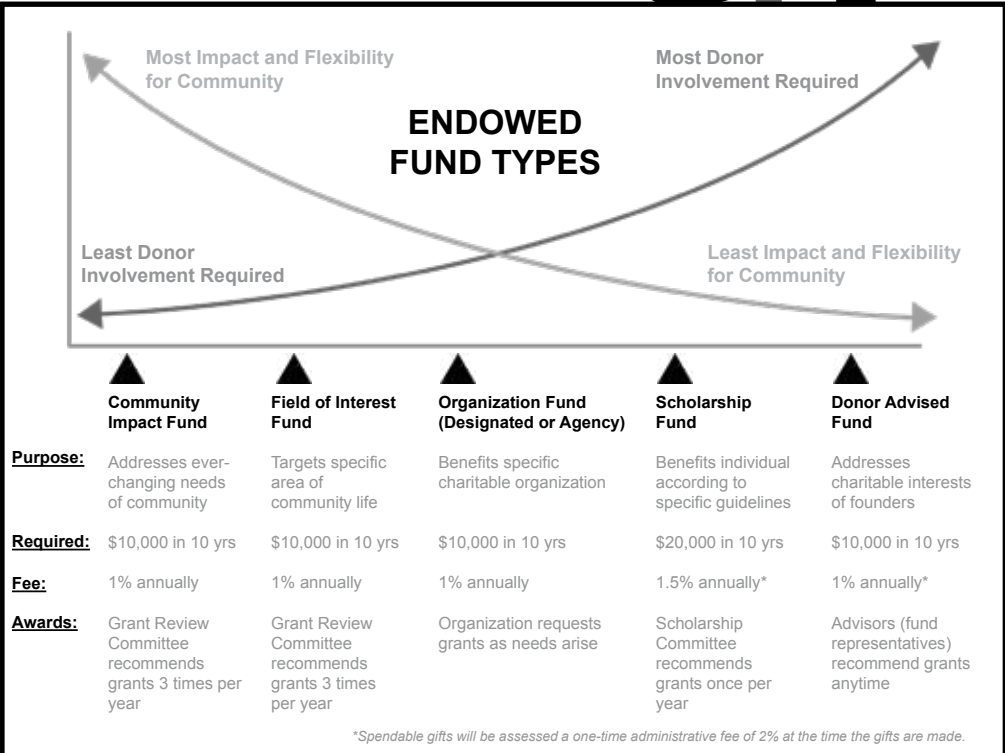 Most Impact and Flexibility
for Community
Most Donor
Involvement Required
ENDOWED
FUND TYPES
Least Donor
Involvement Required
Least Impact and Flexibility
for Community
Community
Impact Fund
Field of Interest
Fund
Organization Fund
(Designated or Agency)
Scholarship
Fund
Donor Advised
Fund
Purpose:
Addresses ever-
changing needs
of community
Targets specific
area of
community life
Benefits specific
charitable organization
Benefits individual
according to
specific guidelines
Addresses
charitable interests
of founders
Required:
$10,000 in 10 yrs
$10,000 in 10 yrs
$10,000 in 10 yrs
$20,000 in 10 yrs
$10,000 in 10 yrs
Fee:
1% annually
1% annually
1% annually
1.5% annually*
1% annually*
Awards:
Grant Review
Committee
recommends
grants 3 times per
year
Grant Review
Committee
recommends
grants 3 times
per year
Organization requests
grants as needs arise
Scholarship
Committee
recommends
grants once per
year
Advisors (fund
representatives)
recommend grants
anytime
*Spendable gifts will be assessed a one-time administrative fee of 2% at the time the gifts are made.